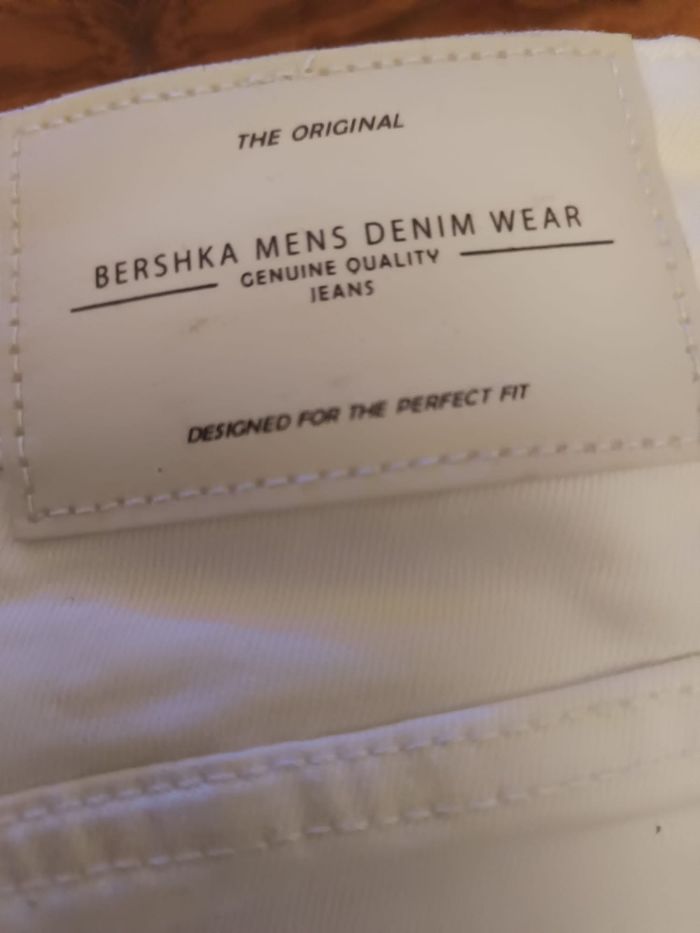 THE ORIGINAL
BERSHKA MENS DENIM WEAR
GENUINE QUALITY
JEANS
DESIGNED FOR THE PERFECT FIT